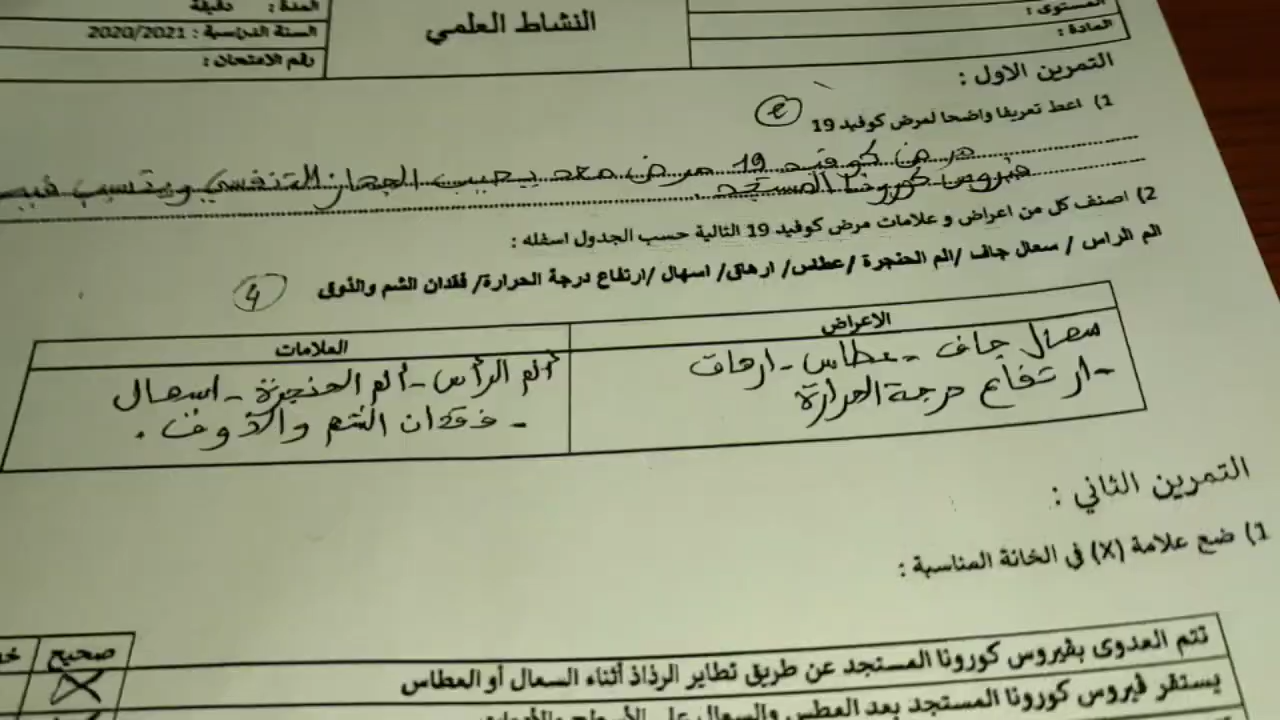 المستوى :
المادة :
النشاط العلمي
المدة : دقيقة
السنة الدراسية : 2020/2021
رقم الامتحان :
التمرين الاول :
1) اعط تعريفا واضحا لمرض كوفيد 19
مرض كوفيد 19 مرض معد يصيب الجهاز التنفسي ويتسبب فيه
فيروس كورونا المستجد .
2) اصنف كل من اعراض و علامات مرض كوفيد 19 التالية حسب الجدول اسفله :
الم الراس / سعال جاف /الم الحنجرة /عطاس/ ارهاق/ اسهال /ارتفاع درجة الحرارة/ فقدان الشم والذوق
4
الاعراض
العلامات
سعال جاف - عطاس - ارهاق
- ارتفاع درجة الحرارة
ألم الرأس - ألم الحنجرة - اسهال
- فقدان الشم والذوق .
التمرين الثاني :
1) ضع علامة (X) في الخانة المناسبة :
صحيح
تتم العدوى بفيروس كورونا المستجد عن طريق تطاير الرذاذ أثناء السعال أو العطاس
X
يستقر فيروس كورونا المستجد بعد العطس والسعال على الأسطح